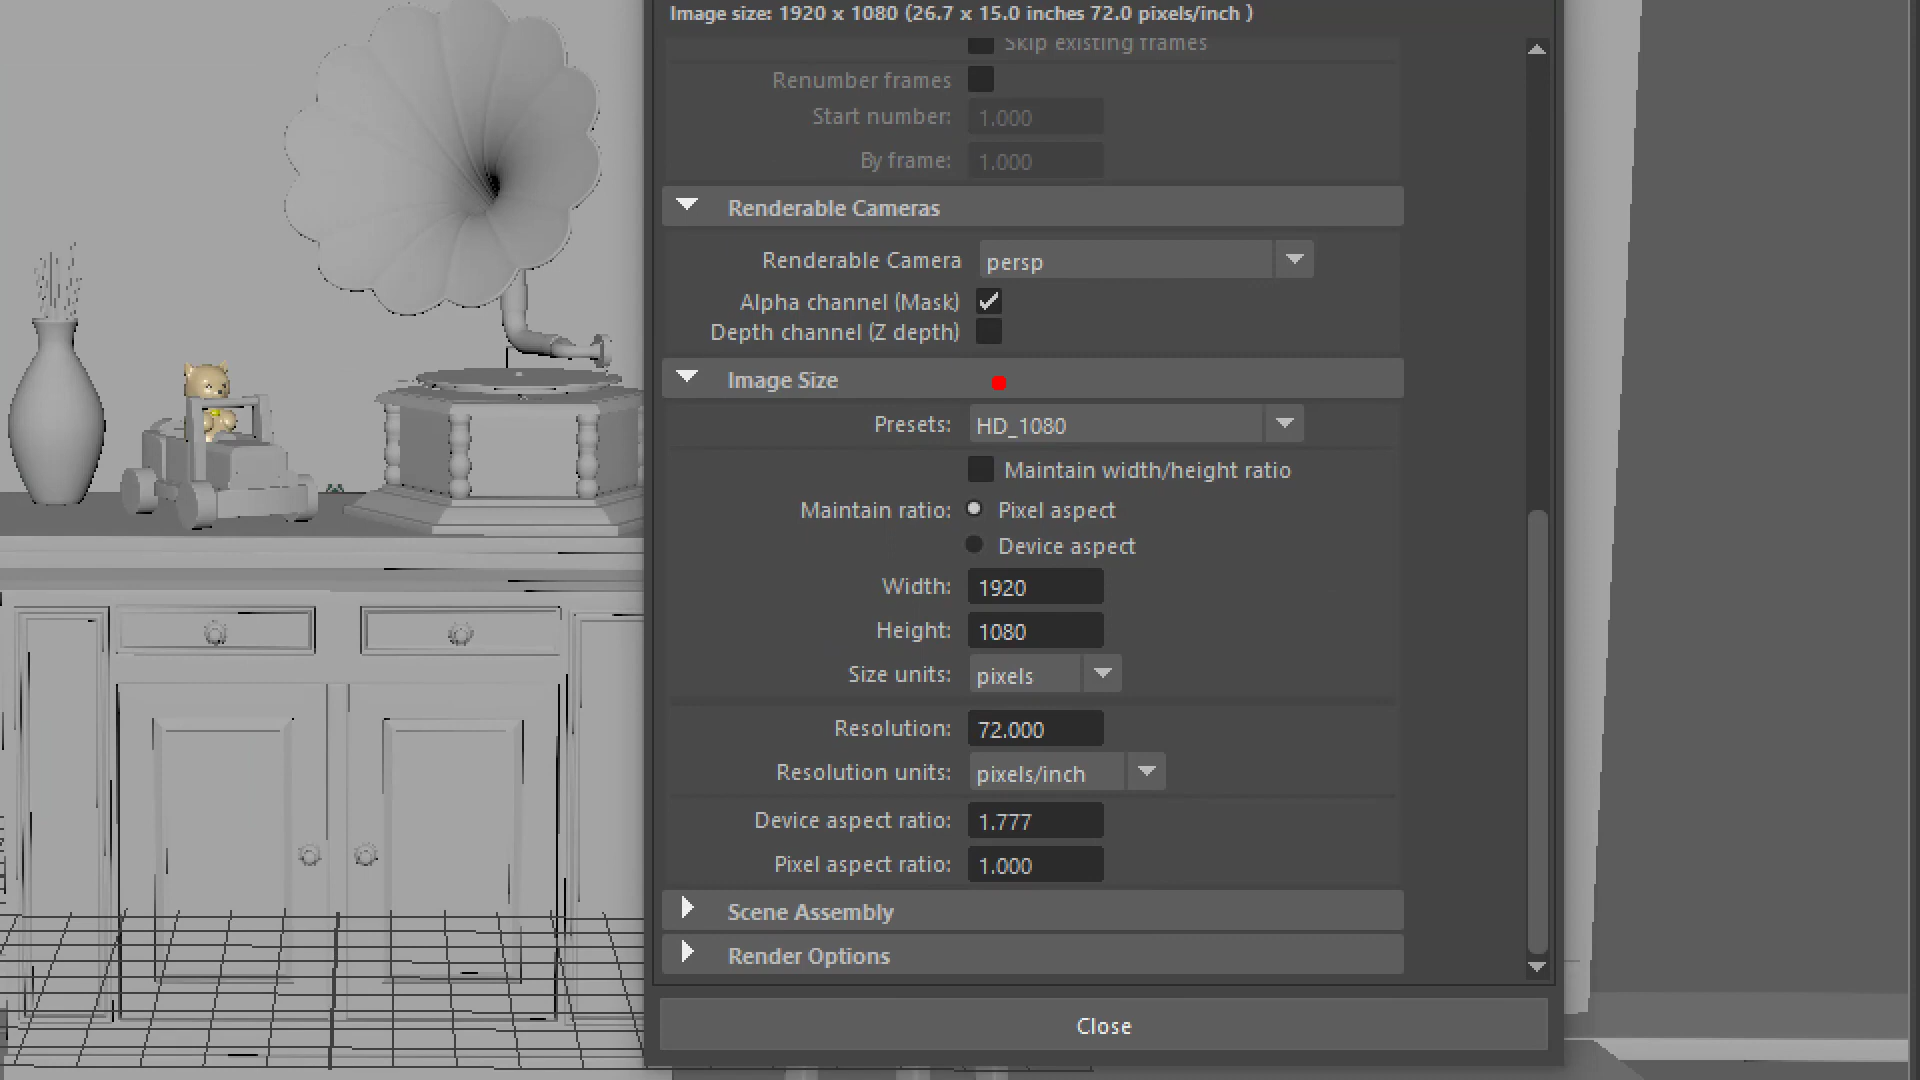 Image size: 1920 x 1080 (26.7 x 15.0 inches 72.0 pixels/inch )
Skip existing frames
Renumber frames
Start number: 1.000
By frame: 1.000
Renderable Cameras
Renderable Camera persp
Alpha channel (Mask)
Depth channel (Z depth)
Image Size
Presets: HD_1080
Maintain width/height ratio
Maintain ratio: Pixel aspect
Device aspect
Width: 1920
Height: 1080
Size units: pixels
Resolution: 72.000
Resolution units: pixels/inch
Device aspect ratio: 1.777
Pixel aspect ratio: 1.000
Scene Assembly
Render Options
Close